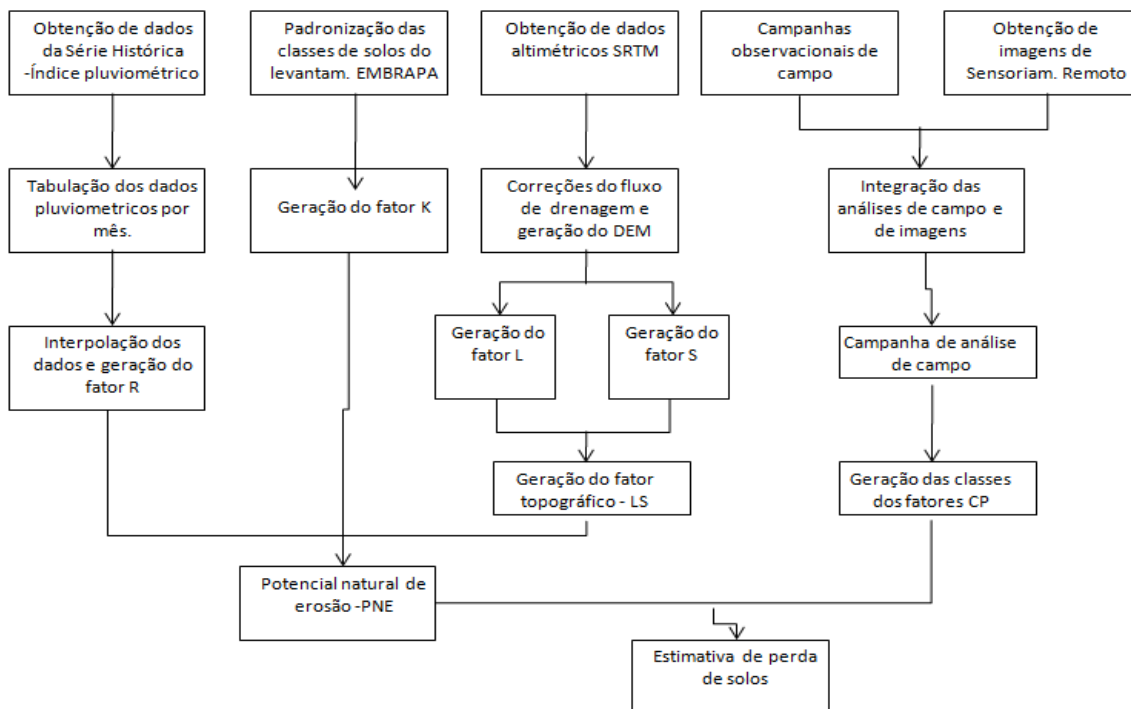 Obtenção de dados
da Série Histórica
-Índice pluviométrico
Padronização das
classes de solos do
levantam. EMBRAPA
Obtenção de dados
altimétricos SRTM
Campanhas
observacionais de
campo
Obtenção de
imagens de
Sensoriam. Remoto
Tabulação dos dados
pluviometricos por
mês.
Geração do fator K
Correções do fluxo
de drenagem e
geração do DEM
Integração das
análises de campo e
de imagens
Interpolação dos
dados e geração do
fator R
Geração do
fator L
Geração do
fator S
Campanha de análise
de campo
Geração do fator
topográfico - LS
Geração das classes
dos fatores CP
Potencial natural de
erosão -PNE
Estimativa de perda
de solos